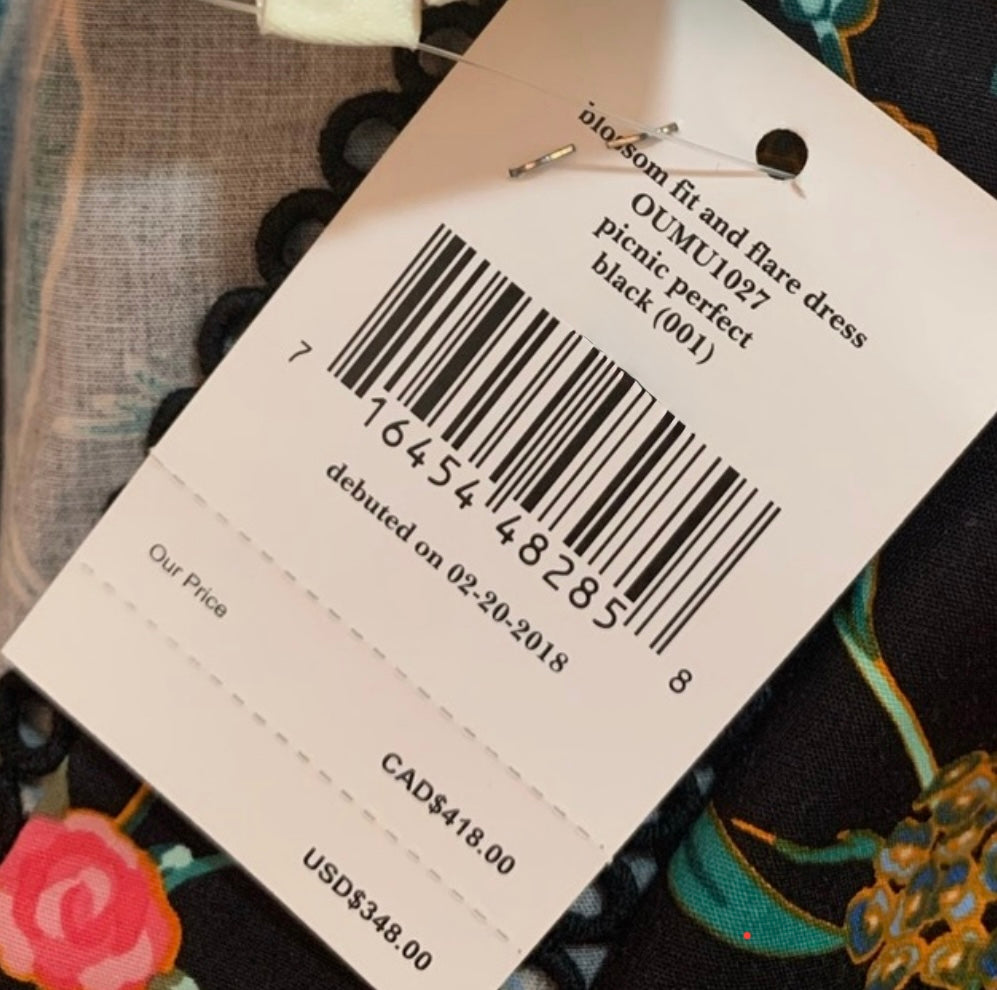 blossom fit and flare dress
OUMU1027
picnic perfect
black (001)
7 16454 48285 8
debuted on 02-20-2018
Our Price
CAD$418.00
USD$348.00